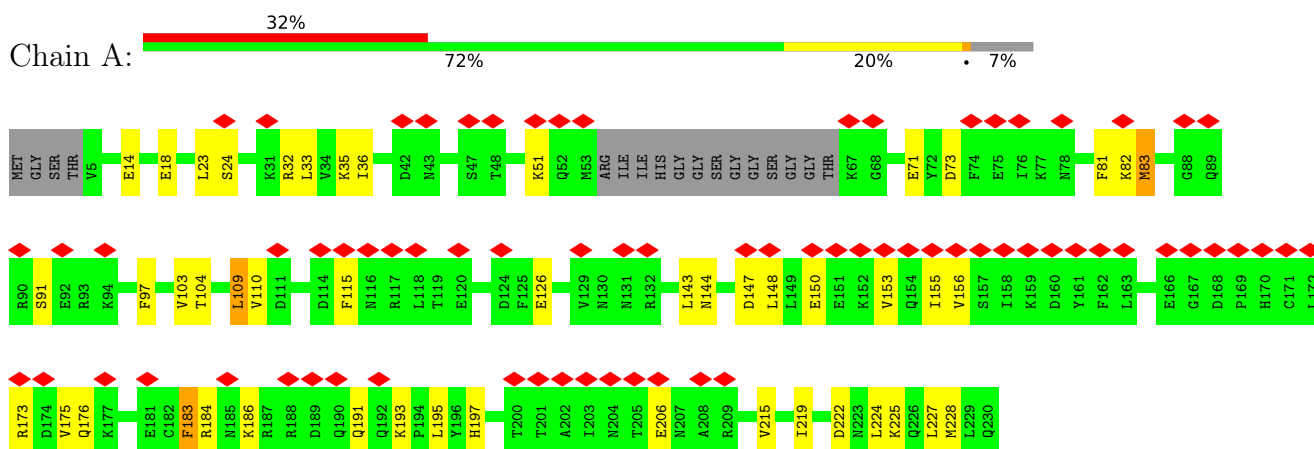 32%
Chain A:
72% 20% • 7%
MET GLY SER THR V5 E14 E18 L23 S24 K31 R32 L33 V34 K35 I36 D42 N43 S47 T48 K51 Q52 M53 ARG ILE ILE HIS GLY GLY SER GLY GLY SER GLY GLY THR K67 G68 E71 Y72 D73 F74 E75 I76 K77 N78 F81 K82 M83 G88 Q89
R90 S91 E92 R93 K94 F97 V103 T104 L109 V110 D111 D114 F115 N116 R117 L118 T119 E120 D124 F125 E126 V129 N130 N131 R132 L143 N144 D147 L148 L149 E150 E151 K152 V153 Q154 I155 V156 S157 I158 K159 D160 Y161 F162 L163 E166 G167 D168 P169 H170 C171
R173 D174 V175 Q176 K177 E181 C182 F183 R184 N185 K186 R187 R188 D189 Q190 Q191 Q192 K193 P194 L195 Y196 H197 T200 T201 A202 I203 N204 T205 E206 N207 A208 R209 V215 I219 D222 N223 L224 K225 Q226 L227 M228 L229 Q230